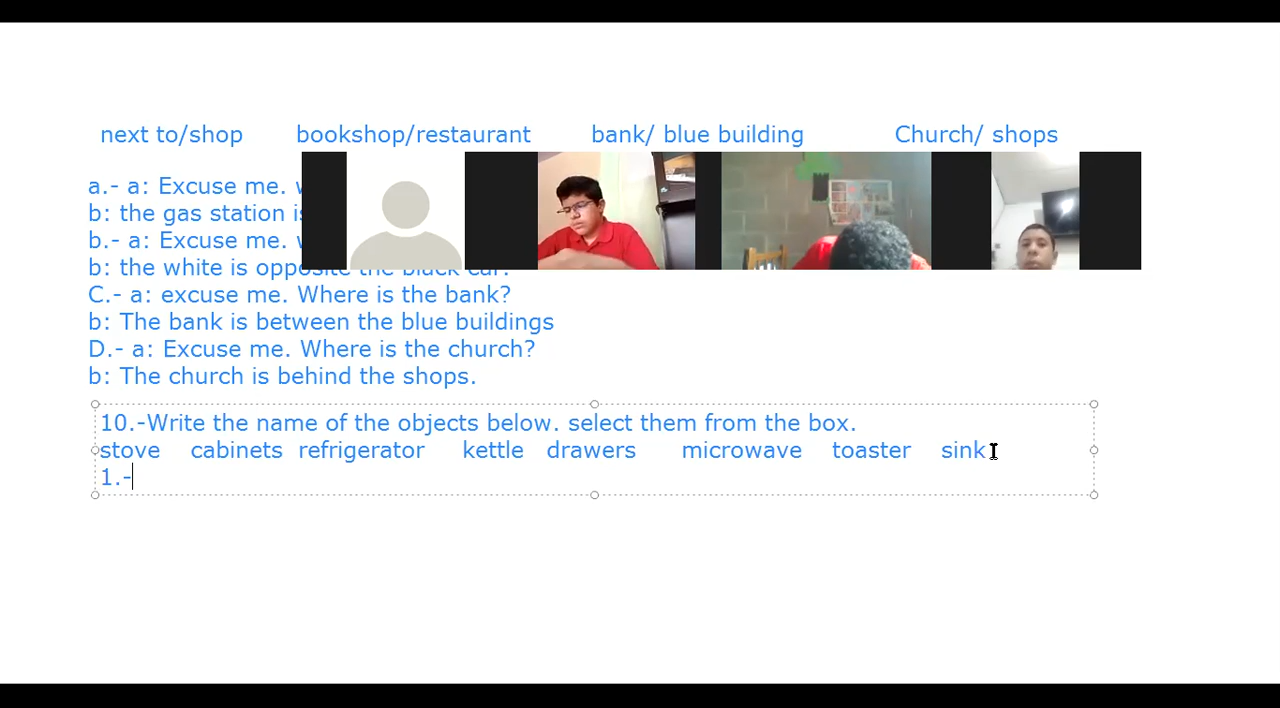 next to/shop bookshop/restaurant bank/ blue building Church/ shops
a.- a: Excuse me.
b: the gas station is
b.- a: Excuse me.
b: the white is opposite the black car.
C.- a: excuse me. Where is the bank?
b: The bank is between the blue buildings
D.- a: Excuse me. Where is the church?
b: The church is behind the shops.
10.-Write the name of the objects below. select them from the box.
stove cabinets refrigerator kettle drawers microwave toaster sink
1.-